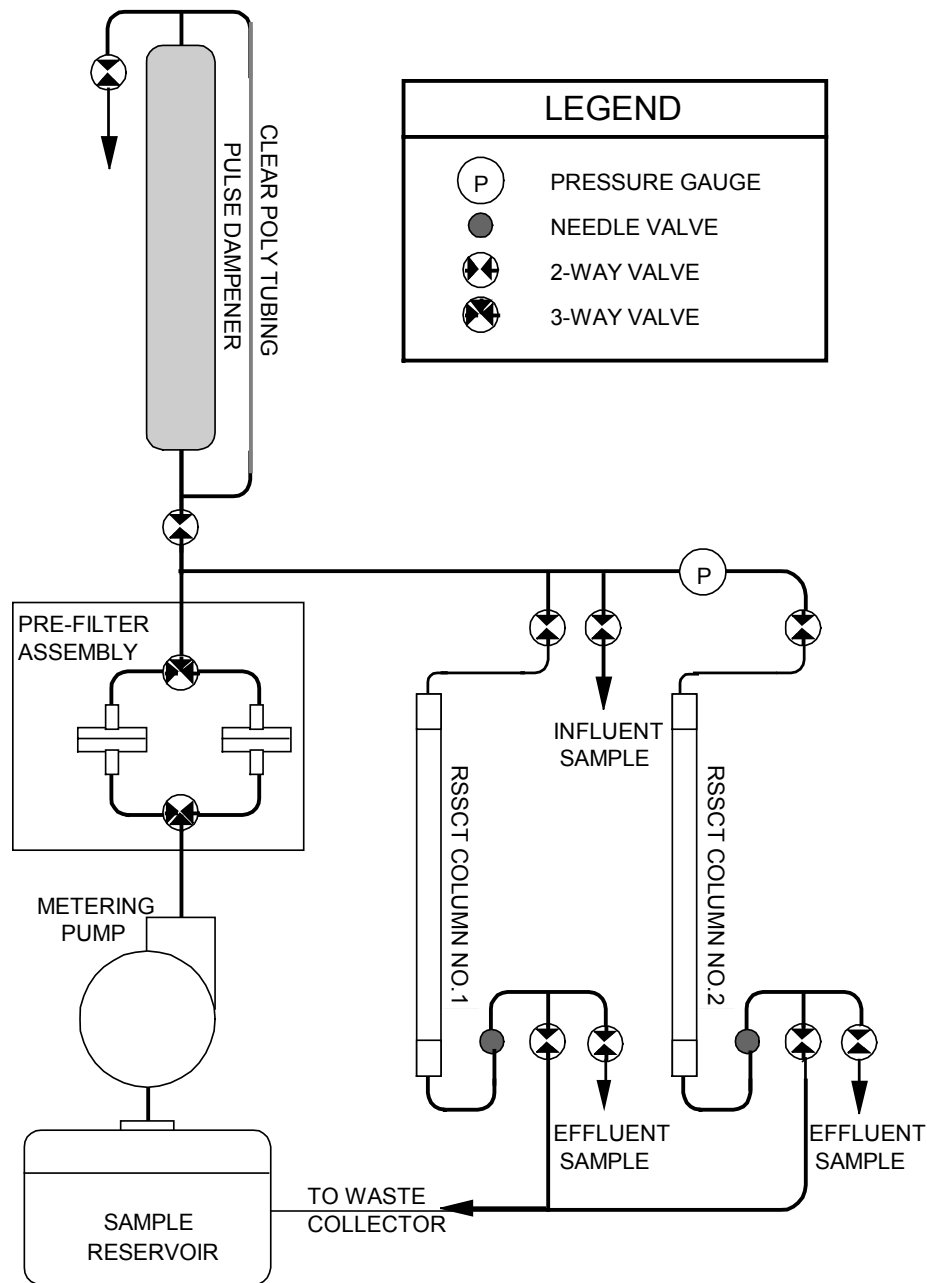 CLEAR POLY TUBING
PULSE DAMPENER
LEGEND
P
PRESSURE GAUGE
NEEDLE VALVE
2-WAY VALVE
3-WAY VALVE
P
PRE-FILTER
ASSEMBLY
INFLUENT
SAMPLE
RSSCT COLUMN NO.1
RSSCT COLUMN NO.2
METERING
PUMP
EFFLUENT
SAMPLE
EFFLUENT
SAMPLE
TO WASTE
COLLECTOR
SAMPLE
RESERVOIR